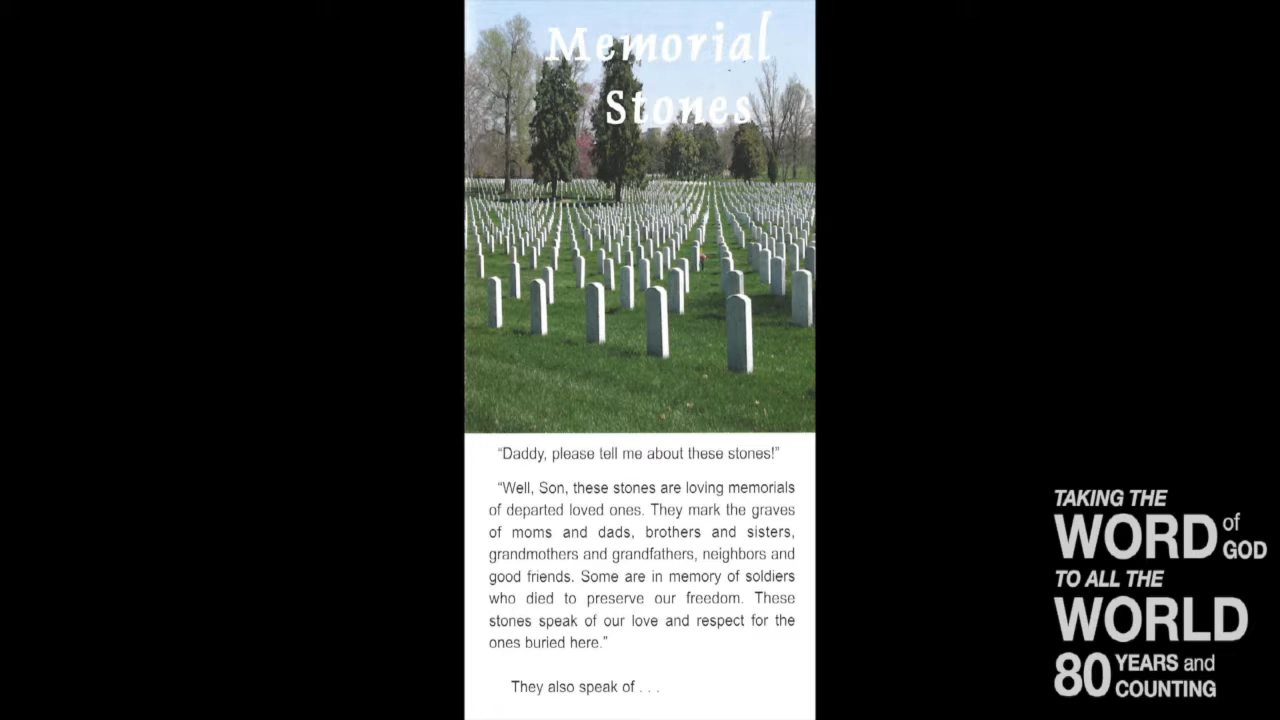 Memorial
Stones
“Daddy, please tell me about these stones!”
“Well, Son, these stones are loving memorials
of departed loved ones. They mark the graves
of moms and dads, brothers and sisters,
grandmothers and grandfathers, neighbors and
good friends. Some are in memory of soldiers
who died to preserve our freedom. These
stones speak of our love and respect for the
ones buried here.”
They also speak of . . .
TAKING THE
WORD of GOD
TO ALL THE
WORLD
80 YEARS and
COUNTING